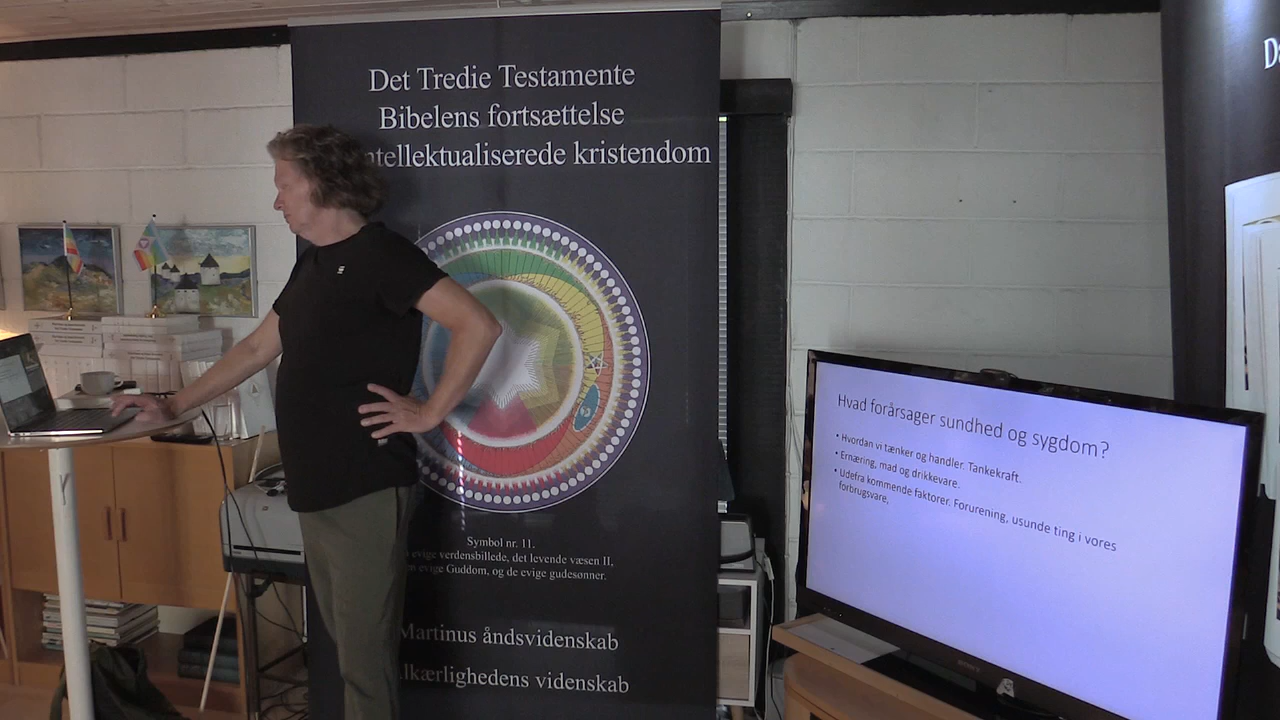 Det Tredie Testamente
Bibelens fortsættelse
ntellektualiserede kristendom
Symbol nr. 11.
evige verdensbillede, det levende væsen II,
evige Guddom, og de evige gudesønner.
Martinus åndsvidenskab
lkærlighedens videnskab
Hvad forårsager sundhed og sygdom?
• Hvordan vi tænker og handler. Tankekraft.
• Ernæring, mad og drikkevare.
• Udefra kommende faktorer. Forurening, usunde ting i vores
forbrugsvare,
SONY